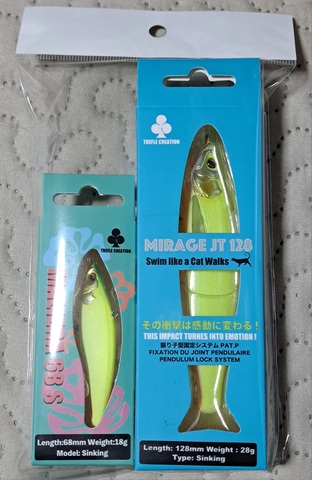 TREFLE CREATION
MIRAGE JT 128
Swim like a Cat Walks
その衝撃は感動に変わる！
THIS IMPACT TURNES INTO EMOTION !
振り子型固定システム PAT.P
FIXATION DU JOINT PENDULAIRE
PENDULUM LOCK SYSTEM
Length: 128mm Weight : 28g
Type: Sinking
TREFLE CREATION
68 S
Length:68mm Weight:18g
Model: Sinking